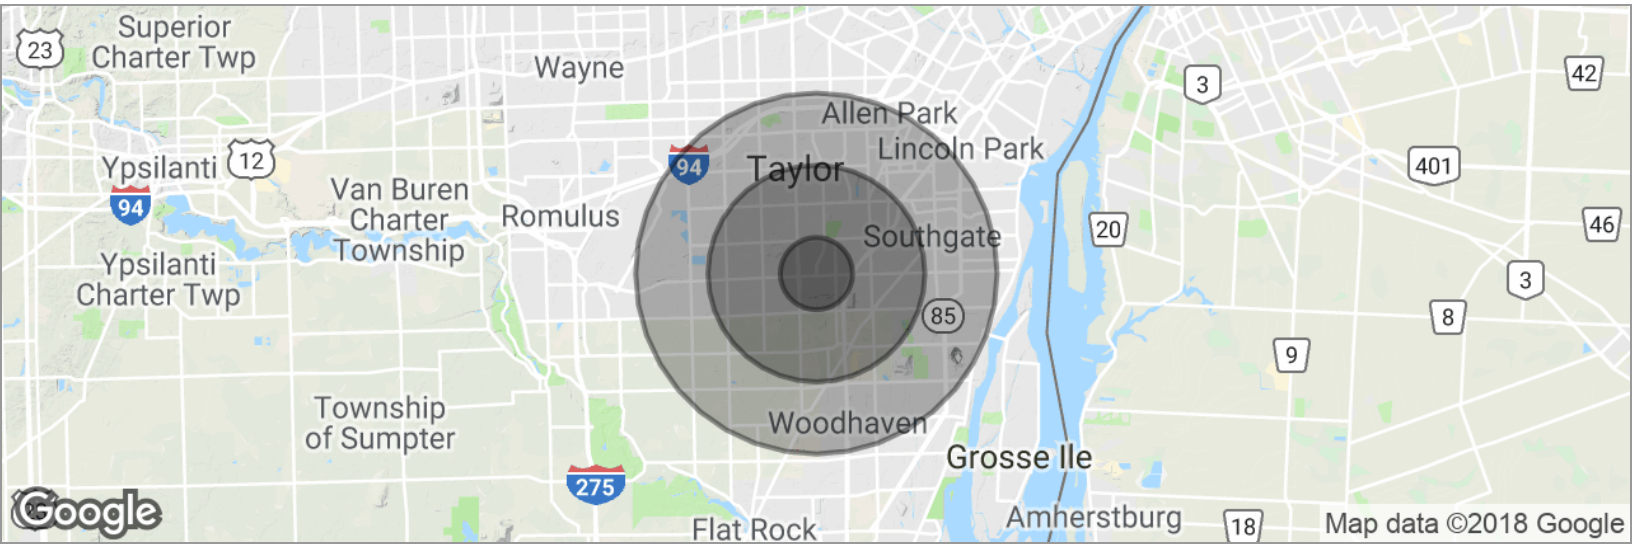 Superior
Charter Twp
23
Wayne
3
42
Allen Park
Lincoln Park
Ypsilanti
12
94
Taylor
401
94
Van Buren
Charter
Township
Romulus
Southgate
20
46
Ypsilanti
Charter Twp
3
85
8
9
Township
of Sumpter
Woodhaven
Grosse Ile
275
Google
Flat Rock
Amherstburg
18
Map data ©2018 Google